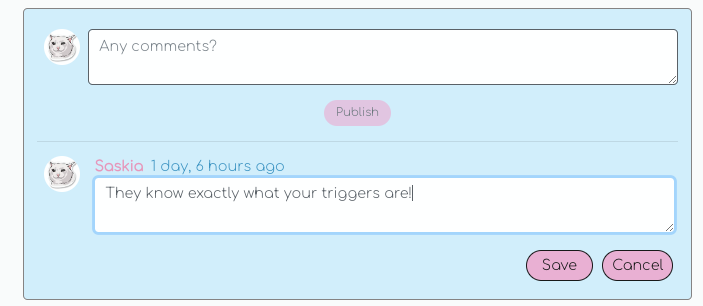 Any comments?
Publish
Saskia 1 day, 6 hours ago
They know exactly what your triggers are!
Save Cancel